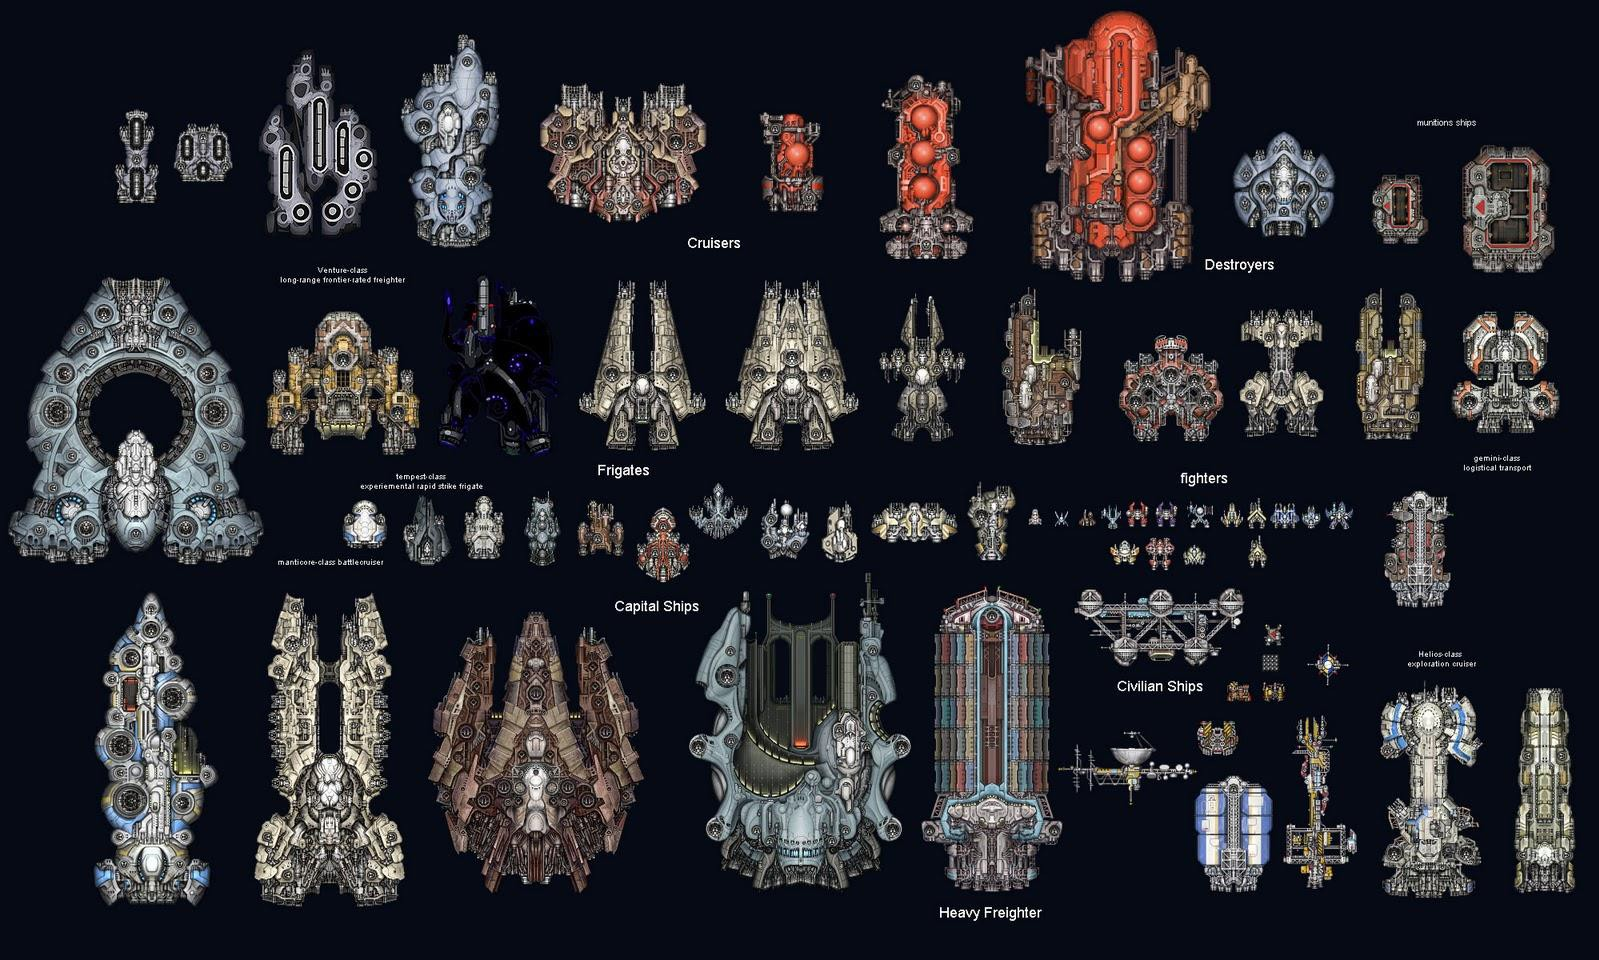 munitions ships
Cruisers
Destroyers
Venture-class
long-range frontier-rated freighter
gemini-class
logistical transport
Frigates
fighters
tempest-class
experiemental rapid strike frigate
manticore-class battlecruiser
Capital Ships
Helios-class
exploration cruiser
Civilian Ships
Heavy Freighter